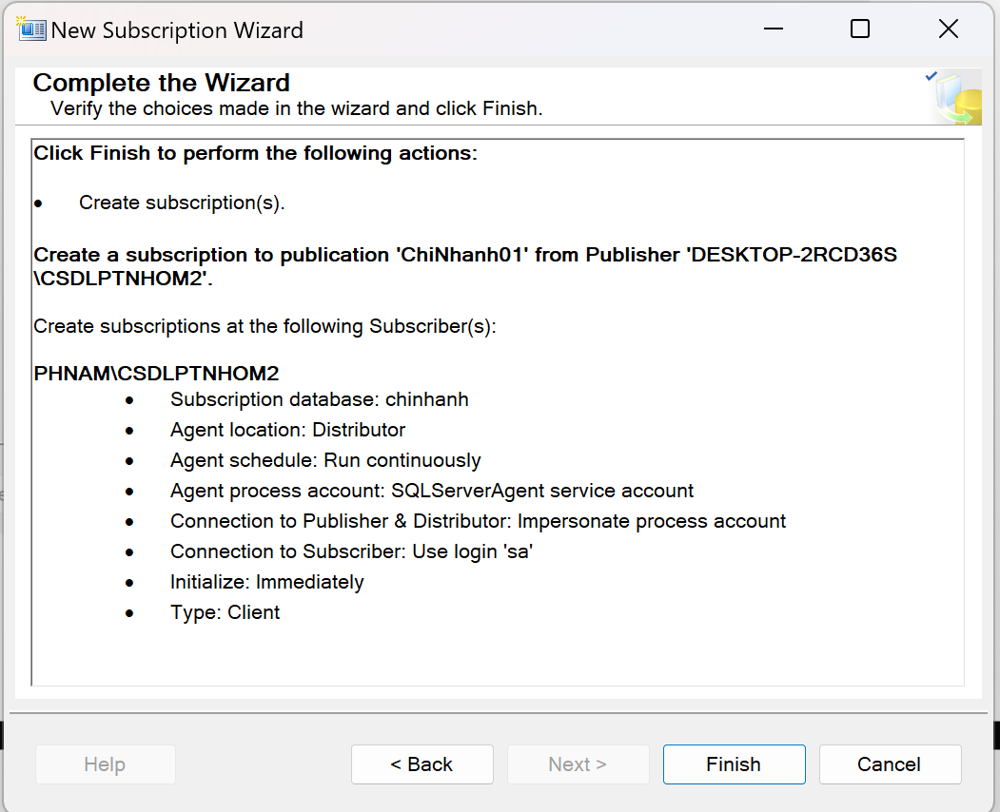 New Subscription Wizard
Complete the Wizard
Verify the choices made in the wizard and click Finish.
Click Finish to perform the following actions:
• Create subscription(s).
Create a subscription to publication 'ChiNhanh01' from Publisher 'DESKTOP-2RCD36S
\CSDLPTNHOM2'.
Create subscriptions at the following Subscriber(s):
PHNAM\CSDLPTNHOM2
• Subscription database: chinhanh
• Agent location: Distributor
• Agent schedule: Run continuously
• Agent process account: SQLServerAgent service account
• Connection to Publisher & Distributor: Impersonate process account
• Connection to Subscriber: Use login 'sa'
• Initialize: Immediately
• Type: Client
Help < Back Next > Finish Cancel